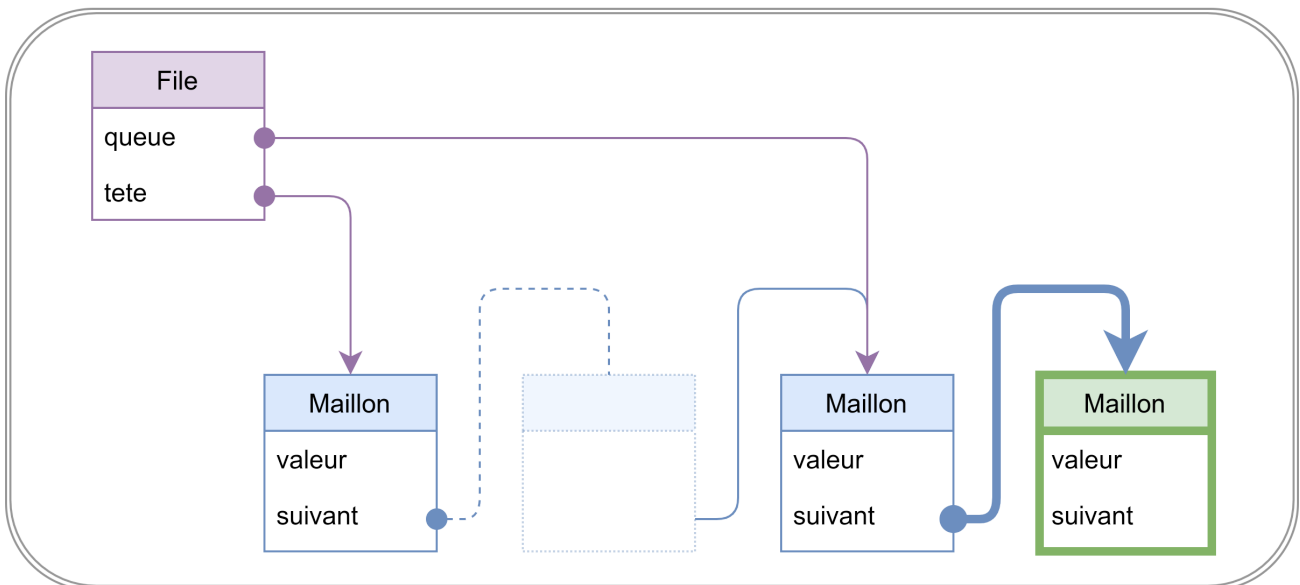 File
queue
tete
Maillon
valeur
suivant
Maillon
valeur
suivant
Maillon
valeur
suivant